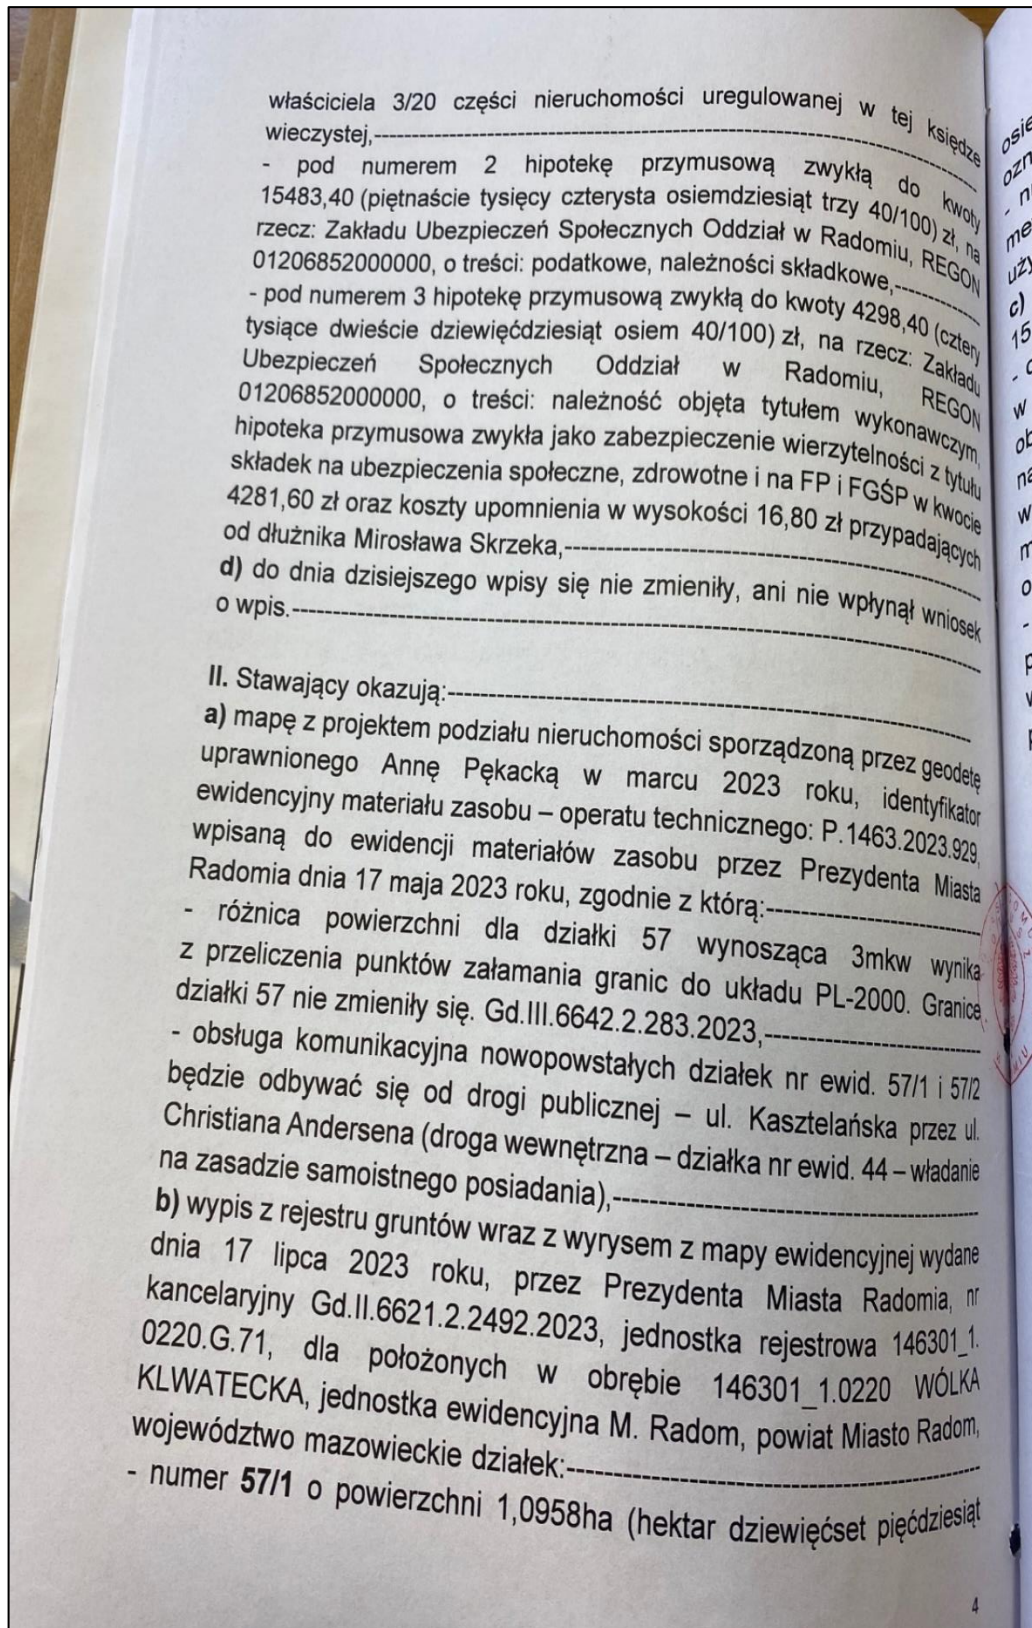 właściciela 3/20 części nieruchomości uregulowanej w tej księdze
wieczystej,------------------------------------------------------------------------
- pod numerem 2 hipotekę przymusową zwykłą do kwoty
15483,40 (piętnaście tysięcy czterysta osiemdziesiąt trzy 40/100) zł, na
rzecz: Zakładu Ubezpieczeń Społecznych Oddział w Radomiu, REGON
01206852000000, o treści: podatkowe, należności składkowe,------------
- pod numerem 3 hipotekę przymusową zwykłą do kwoty 4298,40 (cztery
tysiące dwieście dziewięćdziesiąt osiem 40/100) zł, na rzecz: Zakładu
Ubezpieczeń Społecznych Oddział w Radomiu, REGON
01206852000000, o treści: należność objęta tytułem wykonawczym,
hipoteka przymusowa zwykła jako zabezpieczenie wierzytelności z tytułu
składek na ubezpieczenia społeczne, zdrowotne i na FP i FGŚP w kwocie
4281,60 zł oraz koszty upomnienia w wysokości 16,80 zł przypadających
od dłużnika Mirosława Skrzeka,--------------------------------------------------
d) do dnia dzisiejszego wpisy się nie zmieniły, ani nie wpłynął wniosek
o wpis.------------------------------------------------------------------------------------
II. Stawający okazują:----------------------------------------------------------------
a) mapę z projektem podziału nieruchomości sporządzoną przez geodetę
uprawnionego Annę Pękacką w marcu 2023 roku, identyfikator
ewidencyjny materiału zasobu – operatu technicznego: P.1463.2023.929,
wpisaną do ewidencji materiałów zasobu przez Prezydenta Miasta
Radomia dnia 17 maja 2023 roku, zgodnie z którą:--------------------------
- różnica powierzchni dla działki 57 wynosząca 3mkw wynika
z przeliczenia punktów załamania granic do układu PL-2000. Granice
działki 57 nie zmieniły się. Gd.III.6642.2.283.2023,--------------------------
- obsługa komunikacyjna nowopowstałych działek nr ewid. 57/1 i 57/2
będzie odbywać się od drogi publicznej – ul. Kasztelańska przez ul.
Christiana Andersena (droga wewnętrzna – działka nr ewid. 44 – władanie
na zasadzie samoistnego posiadania),--------------------------------------------
b) wypis z rejestru gruntów wraz z wyrysem z mapy ewidencyjnej wydane
dnia 17 lipca 2023 roku, przez Prezydenta Miasta Radomia, nr
kancelaryjny Gd.II.6621.2.2492.2023, jednostka rejestrowa 146301_1.
0220.G.71, dla położonych w obrębie 146301_1.0220 WÓLKA
KLWATECKA, jednostka ewidencyjna M. Radom, powiat Miasto Radom,
województwo mazowieckie działek:--------------------------------------------------
- numer 57/1 o powierzchni 1,0958ha (hektar dziewięćset pięćdziesiąt
4